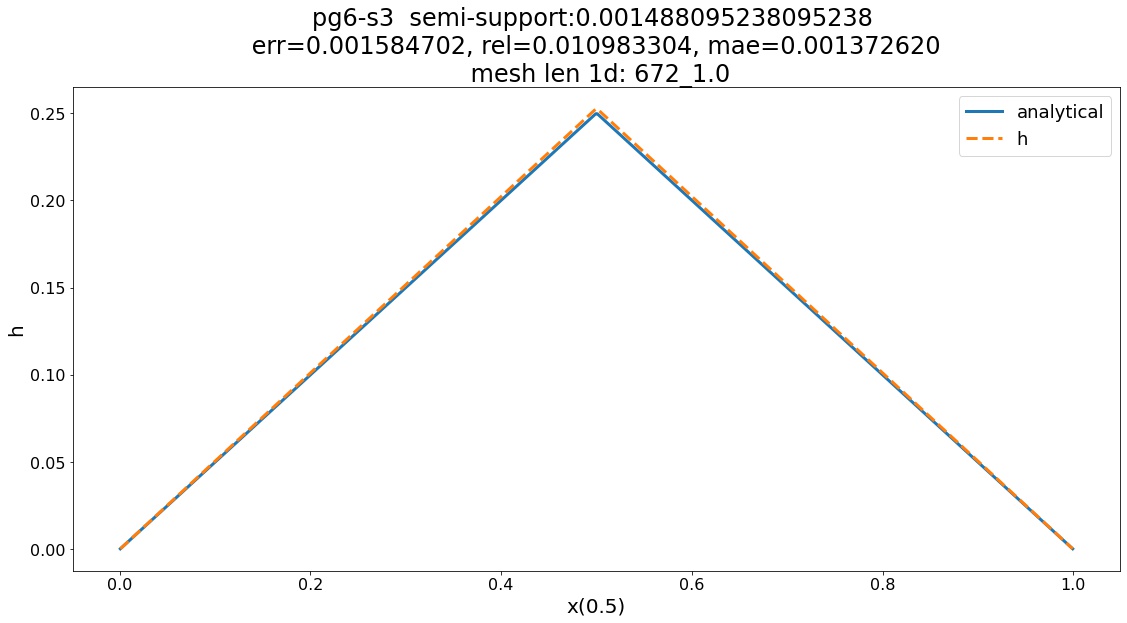 pg6-s3  semi-support:0.001488095238095238
err=0.001584702, rel=0.010983304, mae=0.001372620
mesh len 1d: 672_1.0
analytical
h
0.25
0.20
0.15
0.10
0.05
0.00
h
0.0 0.2 0.4 0.6 0.8 1.0
x(0.5)